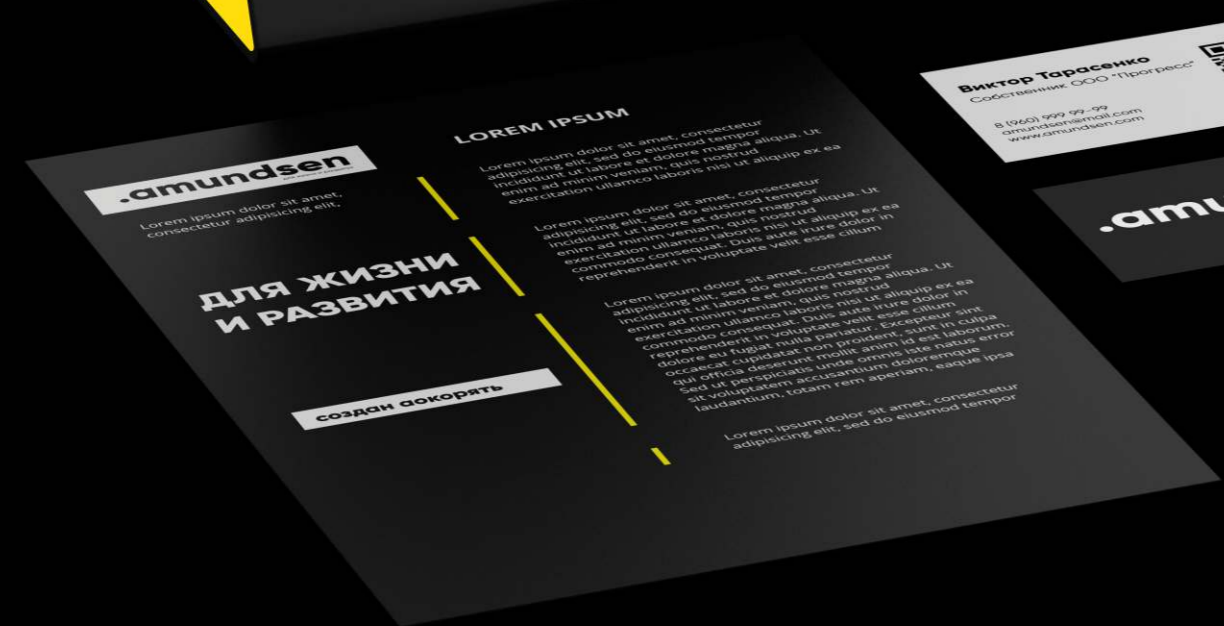 .amundsen
Lorem ipsum dolor sit amet,
consectetur adipisicing elit,
ДЛЯ ЖИЗНИ
И РАЗВИТИЯ
создан аокорять
LOREM IPSUM
Lorem ipsum dolor sit amet, consectetur
adipisicing elit, sed do eiusmod tempor
incididunt ut labore et dolore magna aliqua. Ut
enim ad minim veniam, quis nostrud
exercitation ullamco laboris nisi ut aliquip ex ea
Lorem ipsum dolor sit amet, consectetur
adipisicing elit, sed do eiusmod tempor
incididunt ut labore et dolore magna aliqua. Ut
enim ad minim veniam, quis nostrud
exercitation ullamco laboris nisi ut aliquip ex ea
commodo consequat. Duis aute irure dolor in
reprehenderit in voluptate velit esse cillum
Lorem ipsum dolor sit amet, consectetur
adipisicing elit, sed do eiusmod tempor
incididunt ut labore et dolore magna aliqua. Ut
enim ad minim veniam, quis nostrud
exercitation ullamco laboris nisi ut aliquip ex ea
commodo consequat. Duis aute irure dolor in
reprehenderit in voluptate velit esse cillum
dolore eu fugiat nulla pariatur. Excepteur sint
occaecat cupidatat non proident, sunt in culpa
qui officia deserunt mollit anim id est laborum.
Sed ut perspiciatis unde omnis iste natus error
sit voluptatem accusantium doloremque
laudantium, totam rem aperiam, eaque ipsa
Lorem ipsum dolor sit amet, consectetur
adipisicing elit, sed do eiusmod tempor
Виктор Тарасенко
Собственник ООО "Прогресс"
8 (960) 999 99-99
amundsen@mail.com
www.amundsen.com
.amu